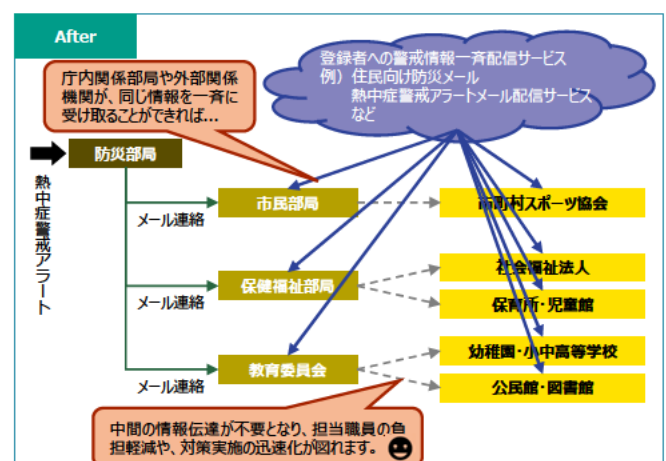 After
登録者への警戒情報一斉配信サービス
例）住民向け防災メール
熱中症警戒アラートメール配信サービス
など
庁内関係部局や外部関係
機関が、同じ情報を一斉に
受け取ることができれば…
防災部局
熱中症警戒アラート
メール連絡
市民部局
市町村スポーツ協会
メール連絡
保健福祉部局
社会福祉法人
保育所・児童館
メール連絡
教育委員会
幼稚園・小中高等学校
公民館・図書館
中間の情報伝達が不要となり、担当職員の負
担軽減や、対策実施の迅速化が図れます。